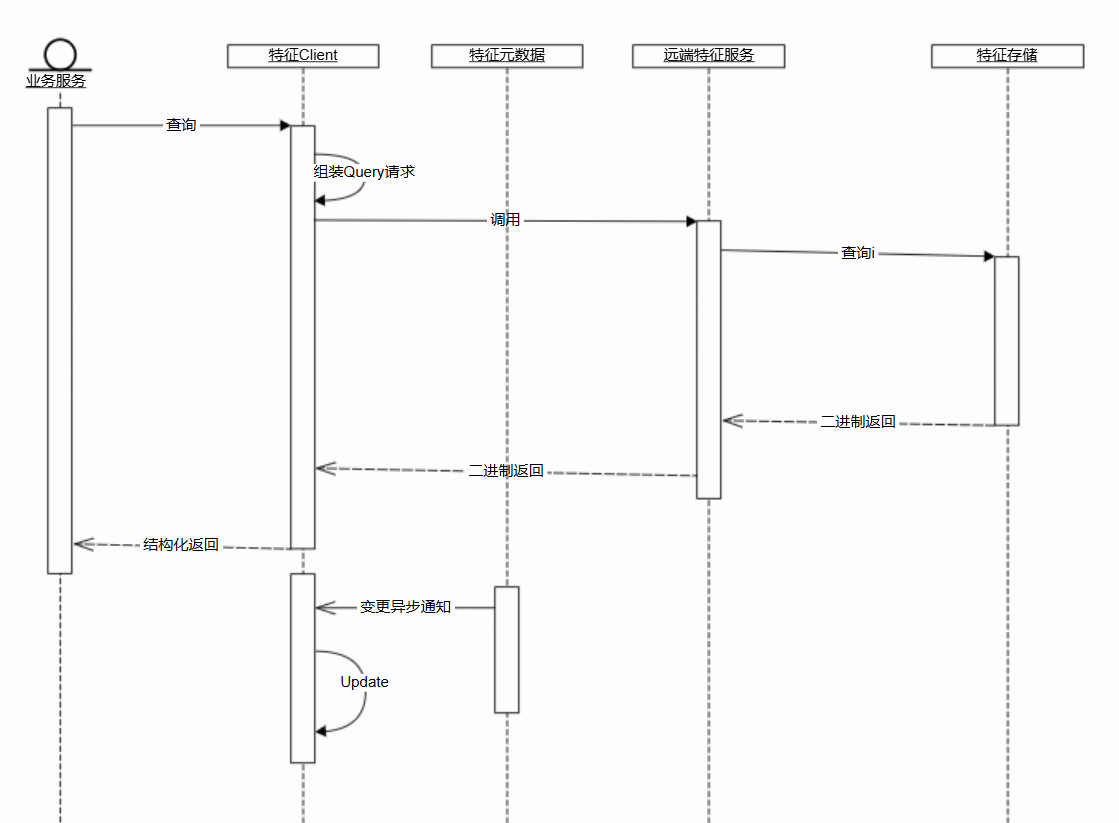 业务服务
特征Client
特征元数据
远端特征服务
特征存储
查询
组装Query请求
调用
查询i
二进制返回
二进制返回
结构化返回
变更异步通知
Update